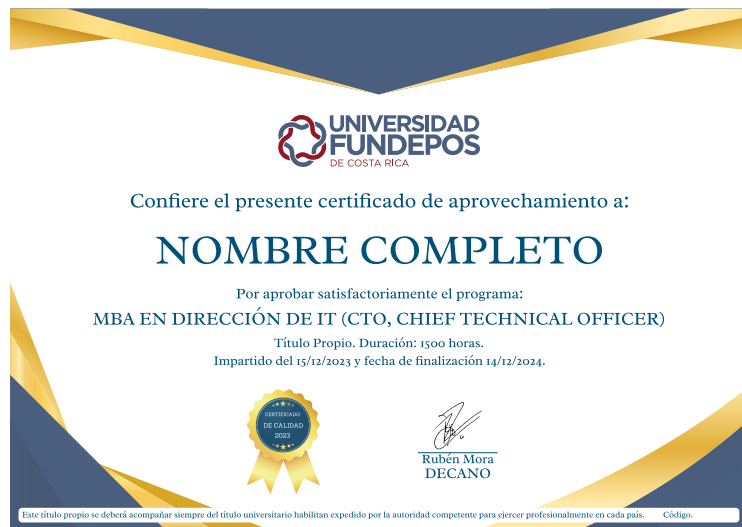 UNIVERSIDAD
FUNDEPOS
DE COSTA RICA
Confiere el presente certificado de aprovechamiento a:
NOMBRE COMPLETO
Por aprobar satisfactoriamente el programa:
MBA EN DIRECCIÓN DE IT (CTO, CHIEF TECHNICAL OFFICER)
Título Propio. Duración: 1500 horas.
Impartido del 15/12/2023 y fecha de finalización 14/12/2024.
CERTIFICADO
DE CALIDAD
2023
Rubén Mora
DECANO
Este título propio se deberá acompañar siempre del título universitario habilitan expedido por la autoridad competente para ejercer profesionalmente en cada país. Código.